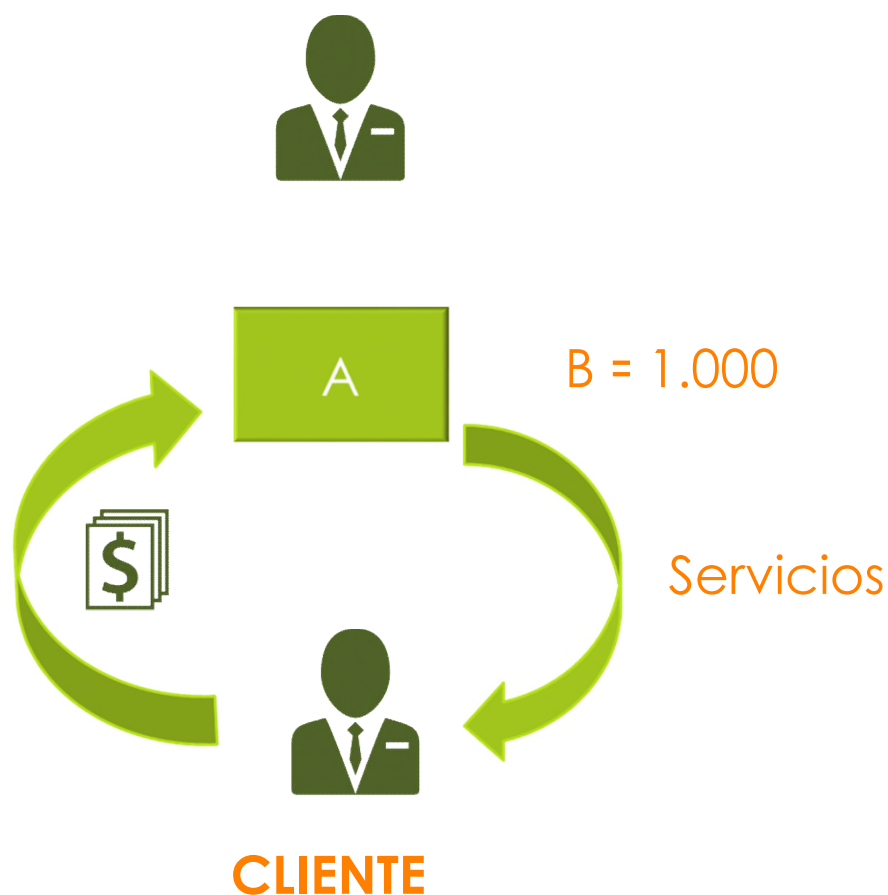 A
B = 1.000
$
Servicios
CLIENTE